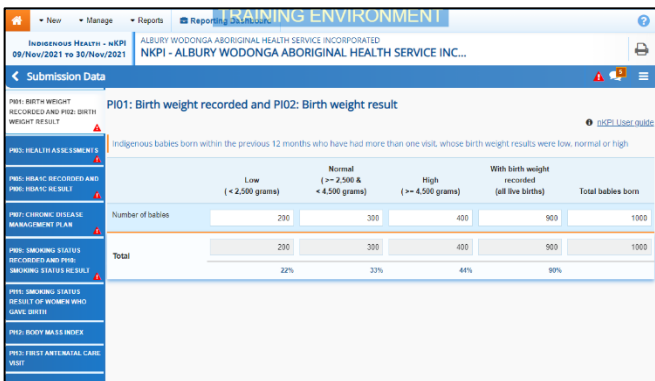 TRAINING ENVIRONMENT
New Manage Reports Reporting Dashboard
INDIGENOUS HEALTH - NKPI
09/NOV/2021 TO 30/NOV/2021
ALBURY WODONGA ABORIGINAL HEALTH SERVICE INCORPORATED
NKPI - ALBURY WODONGA ABORIGINAL HEALTH SERVICE INC...
Submission Data
5
PI01: BIRTH WEIGHT
RECORDED AND PI02: BIRTH
WEIGHT RESULT
PI03: HEALTH ASSESSMENTS
PI05: HBA1C RECORDED AND
PI06: HBA1C RESULT
PI07: CHRONIC DISEASE
MANAGEMENT PLAN
PI09: SMOKING STATUS
RECORDED AND PI10:
SMOKING STATUS RESULT
PI11: SMOKING STATUS
RESULT OF WOMEN WHO
GAVE BIRTH
PI12: BODY MASS INDEX
PI13: FIRST ANTENATAL CARE
VISIT
PI01: Birth weight recorded and PI02: Birth weight result
nKPI User guide
Indigenous babies born within the previous 12 months who have had more than one visit, whose birth weight results were low, normal or high
Low
( < 2,500 grams)
Normal
( >= 2,500 &
< 4,500 grams)
High
( >= 4,500 grams)
With birth weight
recorded
(all live births)
Total babies born
Number of babies 200 300 400 900 1000
Total 200 300 400 900 1000
22% 33% 44% 90%